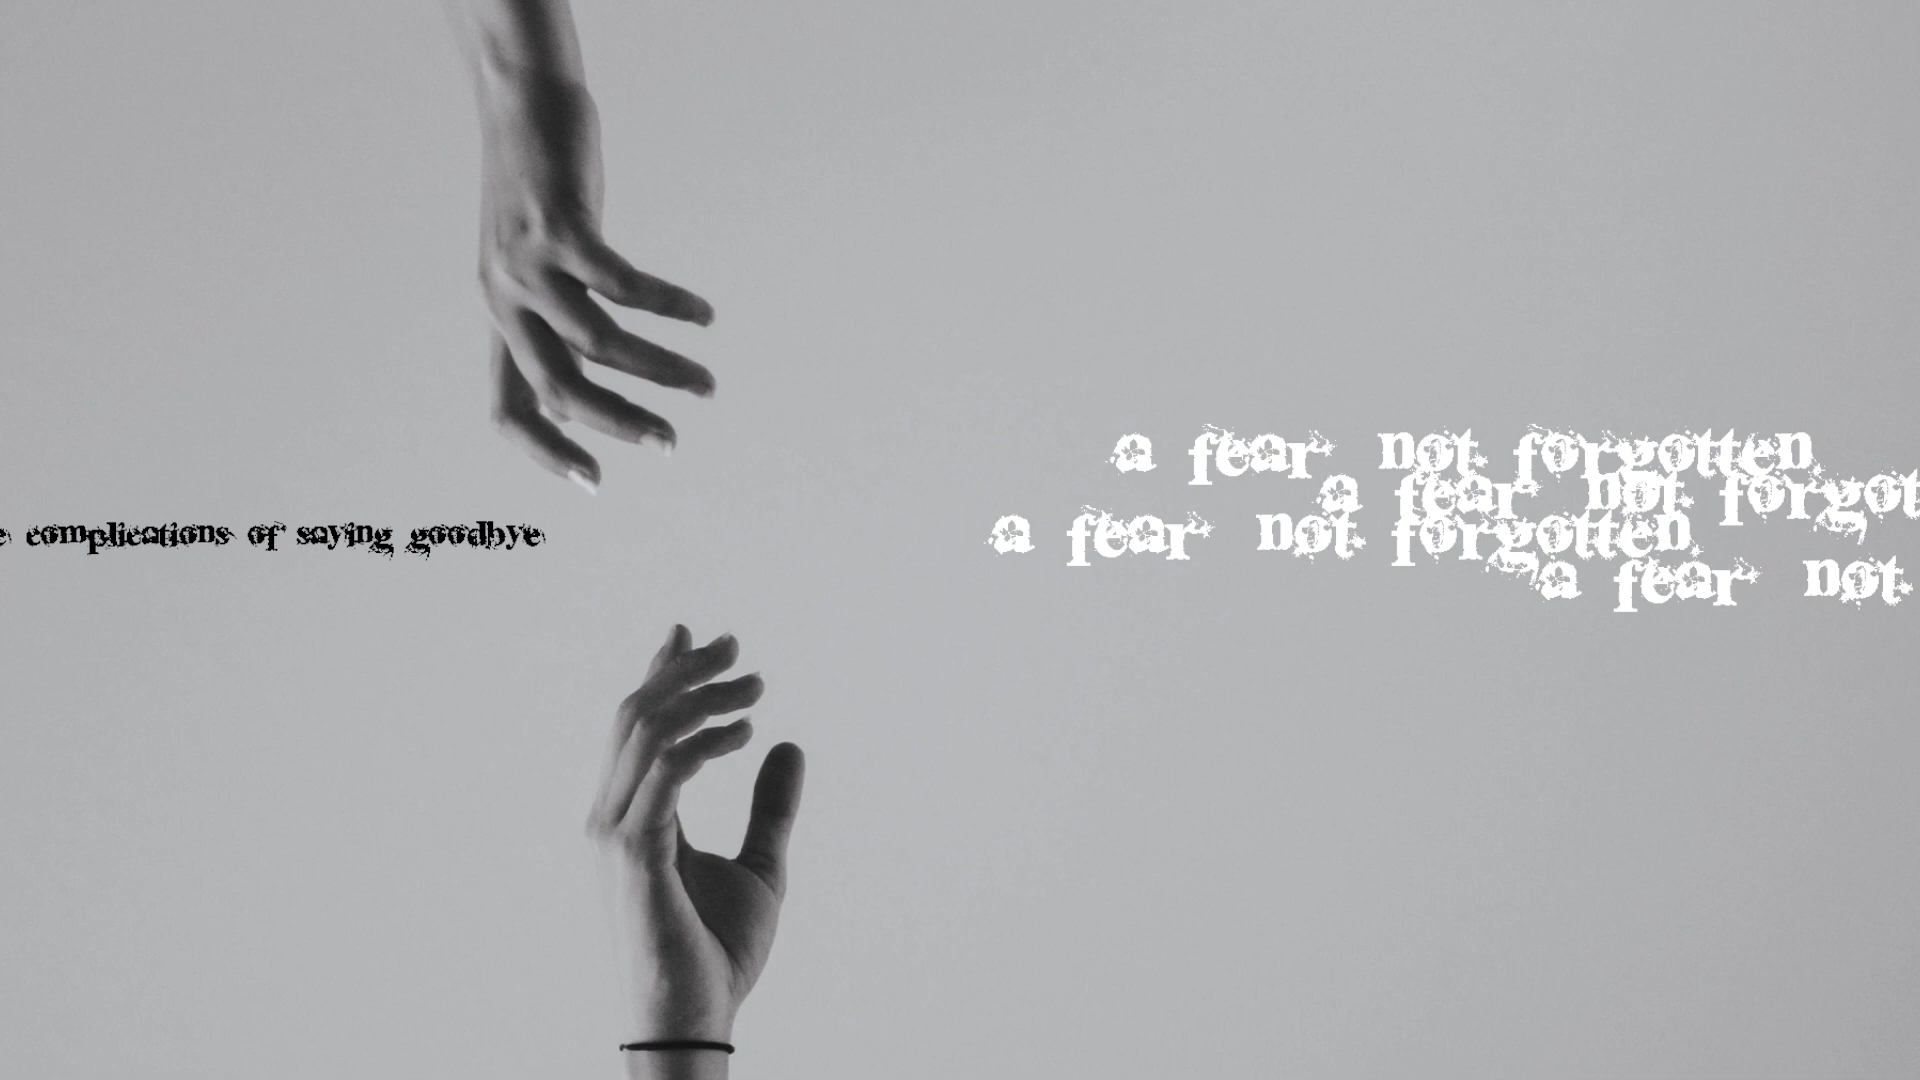 e complications of saying goodbye
a fear not forgotten
a fear not forgot
a fear not forgotten
a fear not